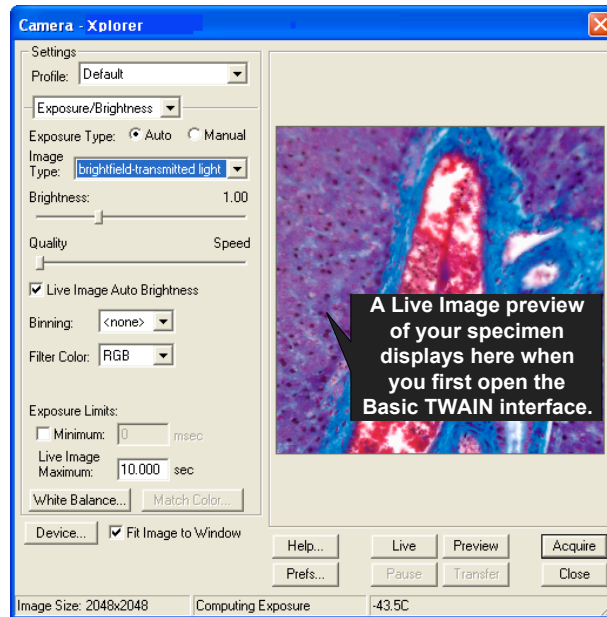 Camera - Xplorer
Settings
Profile: Default
Exposure/Brightness
Exposure Type: Auto Manual
Image
Type: brightfield-transmitted light
Brightness: 1.00
Quality Speed
Live Image Auto Brightness
Binning: <none>
Filter Color: RGB
Exposure Limits:
Minimum: 0 msec
Live Image
Maximum: 10.000 sec
White Balance... Match Color...
Device... Fit Image to Window
A Live Image preview
of your specimen
displays here when
you first open the
Basic TWAIN interface.
Help... Live Preview Acquire
Prefs... Pause Transfer Close
Image Size: 2048x2048 Computing Exposure -43.5C